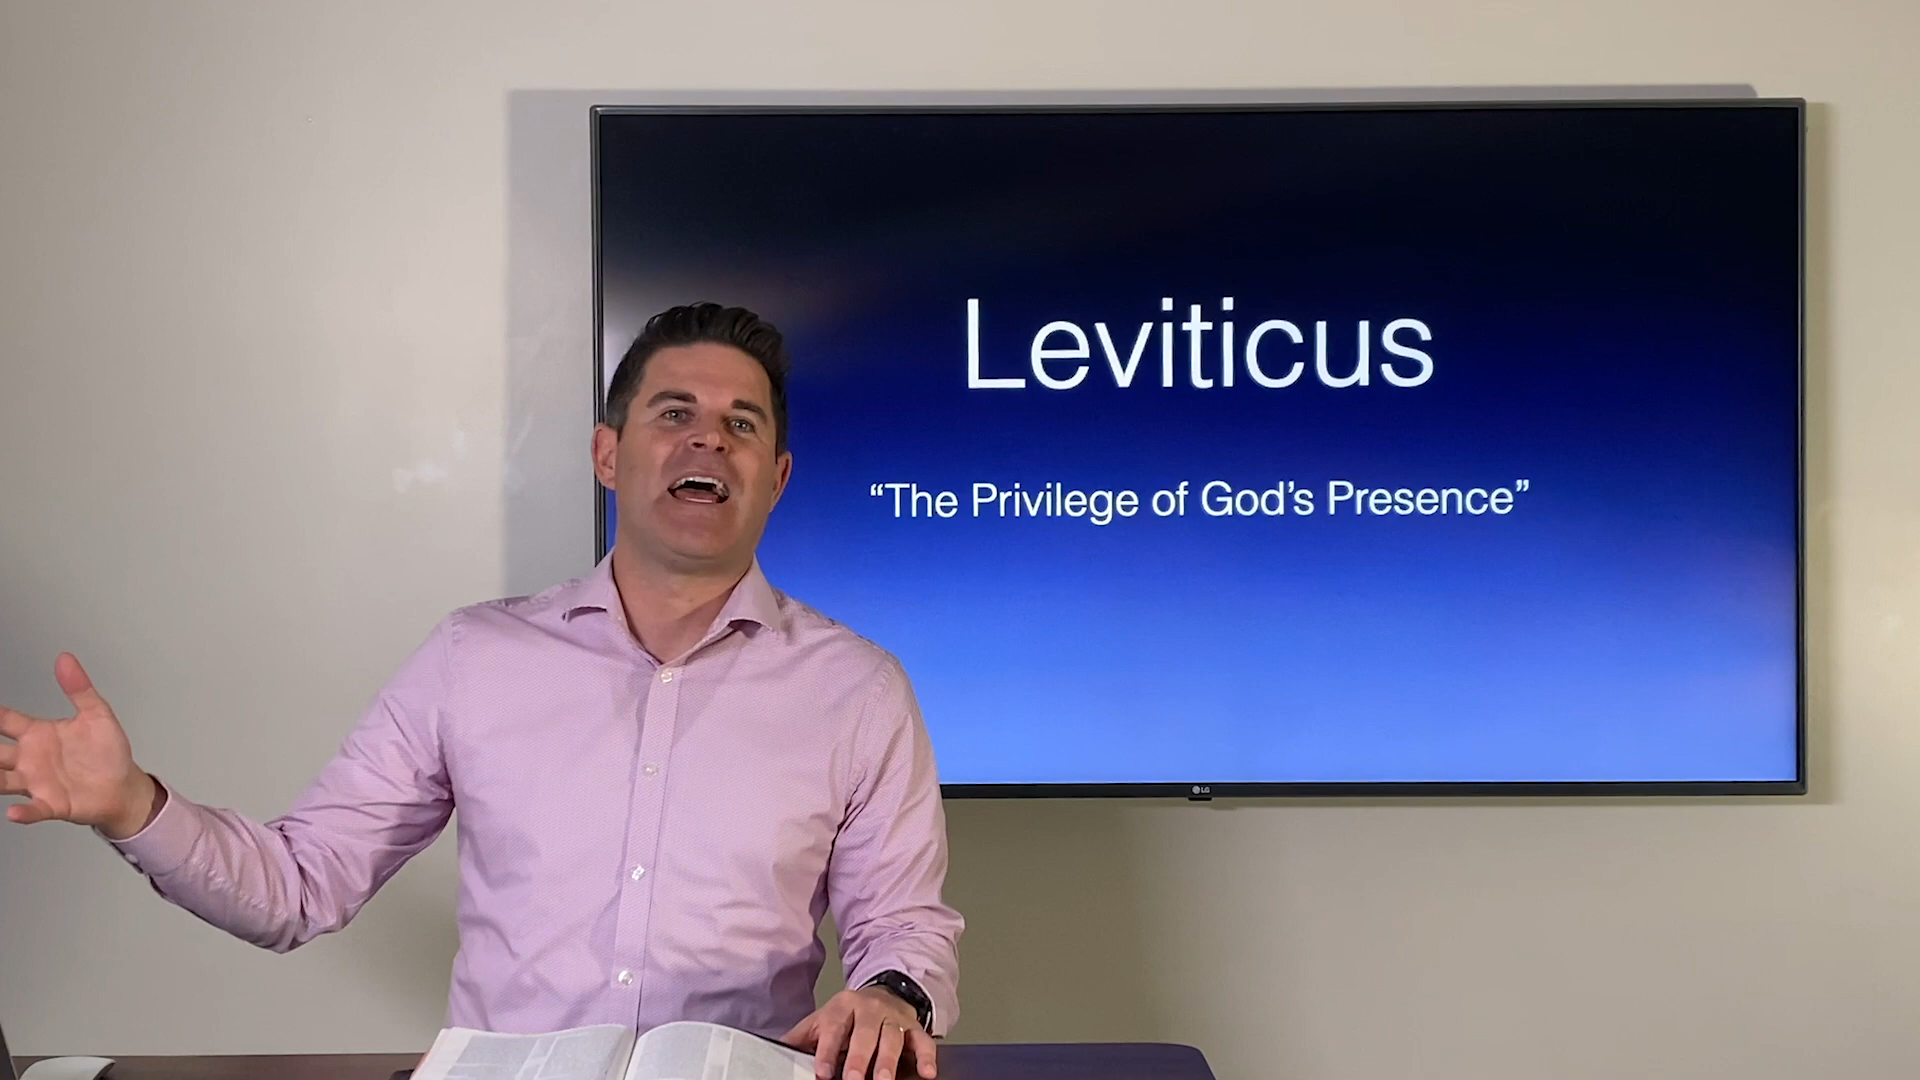 Leviticus
“The Privilege of God’s Presence”
LG